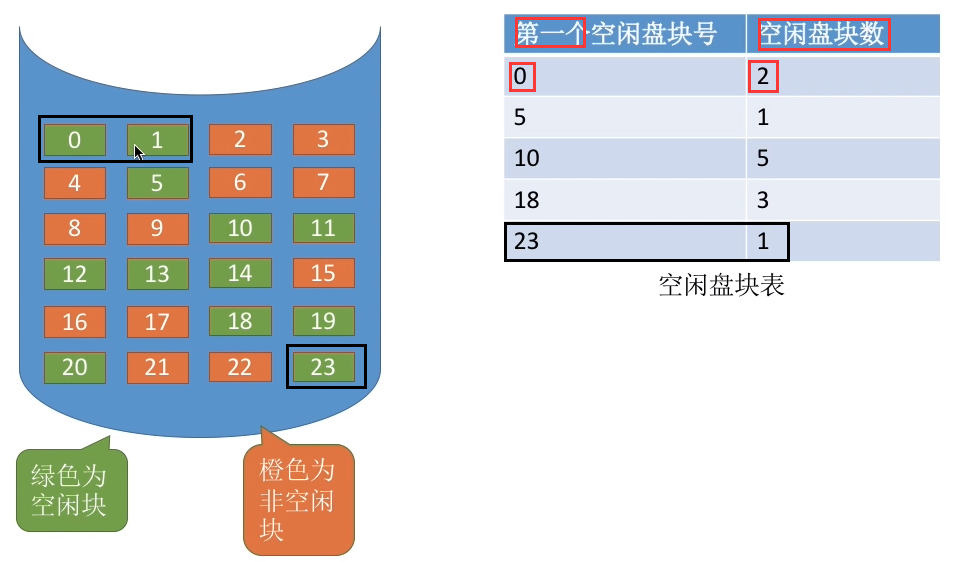 0 1 2 3
4 5 6 7
8 9 10 11
12 13 14 15
16 17 18 19
20 21 22 23
绿色为
空闲块
橙色为
非空闲
块
第一个空闲盘块号 空闲盘块数
0 2
5 1
10 5
18 3
23 1
空闲盘块表